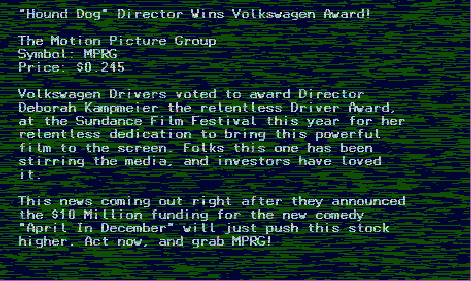 "Hound Dog" Director Wins Volkswagen Award!
The Motion Picture Group
Symbol: MPRG
Price: $0.245
Volkswagen Drivers voted to award Director
Deborah Kampmeier the relentless Driver Award,
at the Sundance Film Festival this year for her
relentless dedication to bring this powerful
film to the screen. Folks this one has been
stirring the media, and investors have loved
it.
This news coming out right after they announced
the $10 Million funding for the new comedy
"April In December" will just push this stock
higher. Act now, and grab MPRG!